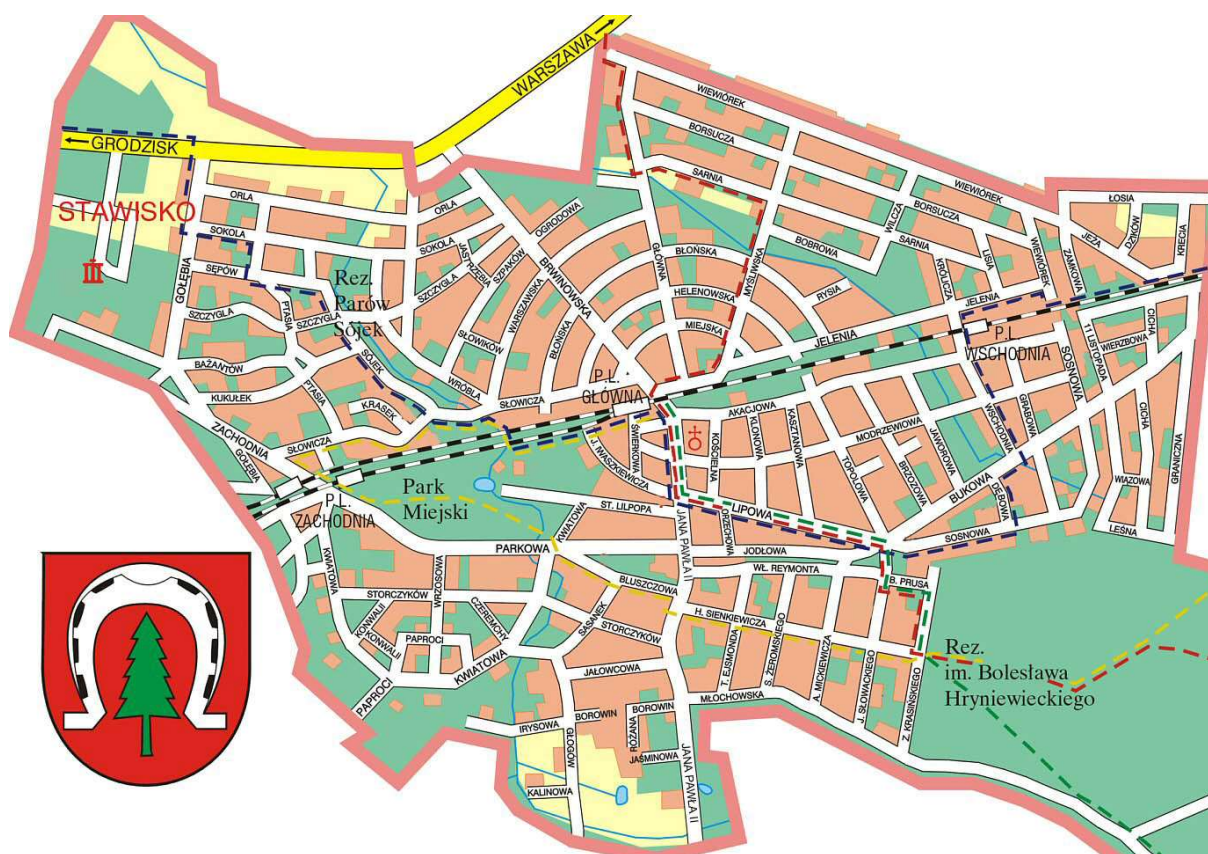 WARSZAWA
GRODZISK
STAWISKO
ORLA
ORLA
SOKOLA
SOKOLA
SĘPÓW
GOŁĘBIA
PTASIA
SZCZYGLA
SZCZYGLA
SZCZYGLA
JASTRZĘBIA
SZPAKÓW
OGRODOWA
BRWINOWSKA
WARSZAWSKA
BŁOŃSKA
BŁOŃSKA
SŁOWIKÓW
WRÓBLA
SŁOWICZA
SŁOWICZA
SÓJEK
Rez.
Parów
Sójek
BAŻANTÓW
KUKUŁEK
PTASIA
KRASEK
ZACHODNIA
GOŁĘBIA
WIEWIÓREK
BORSUCZA
SARNIA
GŁÓWNA
MYŚLIWSKA
HELENOWSKA
MIEJSKA
BOBROWA
RYSIA
WILCZA
WIEWIÓREK
BORSUCZA
SARNIA
KRÓLICZA
LISIA
WIEWIÓREK
ZAMKOWA
JEŻA
ŁOSIA
DZIKÓW
KRECIA
JELENIA
JELENIA
P.L.
GŁÓWNA
P.L.
WSCHODNIA
P.L.
ZACHODNIA
Park
Miejski
AKACJOWA
KOŚCIELNA
KLONOWA
KASZTANOWA
MODRZEWIOWA
TOPOLOWA
BRZOZOWA
JAWOROWA
WSCHODNIA
GRABOWA
SOSNOWA
11 LISTOPADA
WIERZBOWA
CICHA
CICHA
WIĄZOWA
GRANICZNA
LEŚNA
BUKOWA
DĘBOWA
SOSNOWA
ŚWIERKOWA
J. IWASZKIEWICZA
LIPOWA
ST. LILPOPA
ORZECHOWA
JODŁOWA
JANA PAWŁA II
PARKOWA
KWIATOWA
KWIATOWA
KWIATOWA
WRZOSOWA
STORCZYKÓW
STORCZYKÓW
KONWALII
KONWALII
PAPROCI
PAPROCI
CZEREMCHY
SASANEK
BLUSZCZOWA
WŁ. REYMONTA
B. PRUSA
H. SIENKIEWICZA
T. EJSMONDA
S. ŻEROMSKIEGO
A. MICKIEWICZA
J. SŁOWACKIEGO
Z. KRASIŃSKIEGO
MŁOCHOWSKA
JAŁOWCOWA
IRYSOWA
BOROWIN
BOROWIN
GŁOGÓW
RÓŻANA
JAŚMINOWA
KALINOWA
JANA PAWŁA II
Rez.
im. Bolesława
Hryniewieckiego